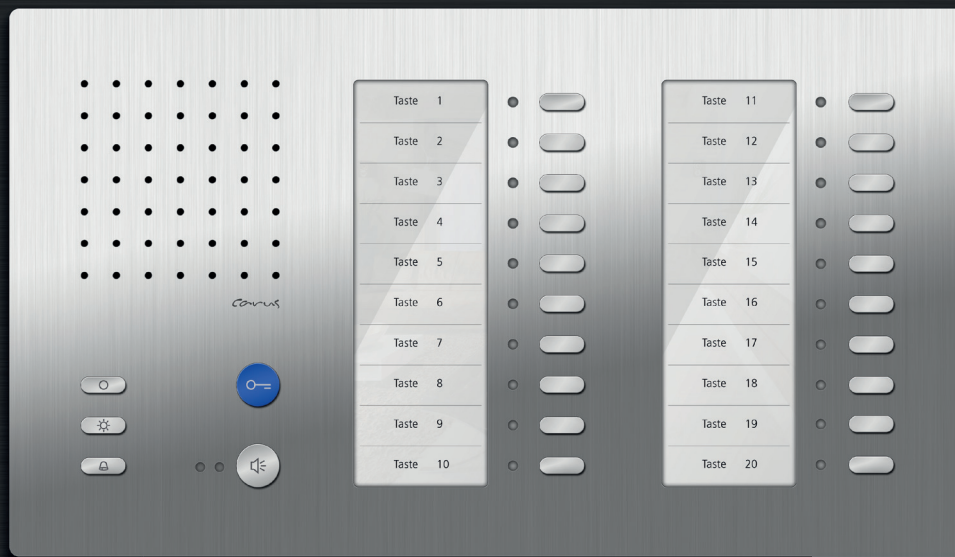 carus
Taste 1
Taste 2
Taste 3
Taste 4
Taste 5
Taste 6
Taste 7
Taste 8
Taste 9
Taste 10
Taste 11
Taste 12
Taste 13
Taste 14
Taste 15
Taste 16
Taste 17
Taste 18
Taste 19
Taste 20